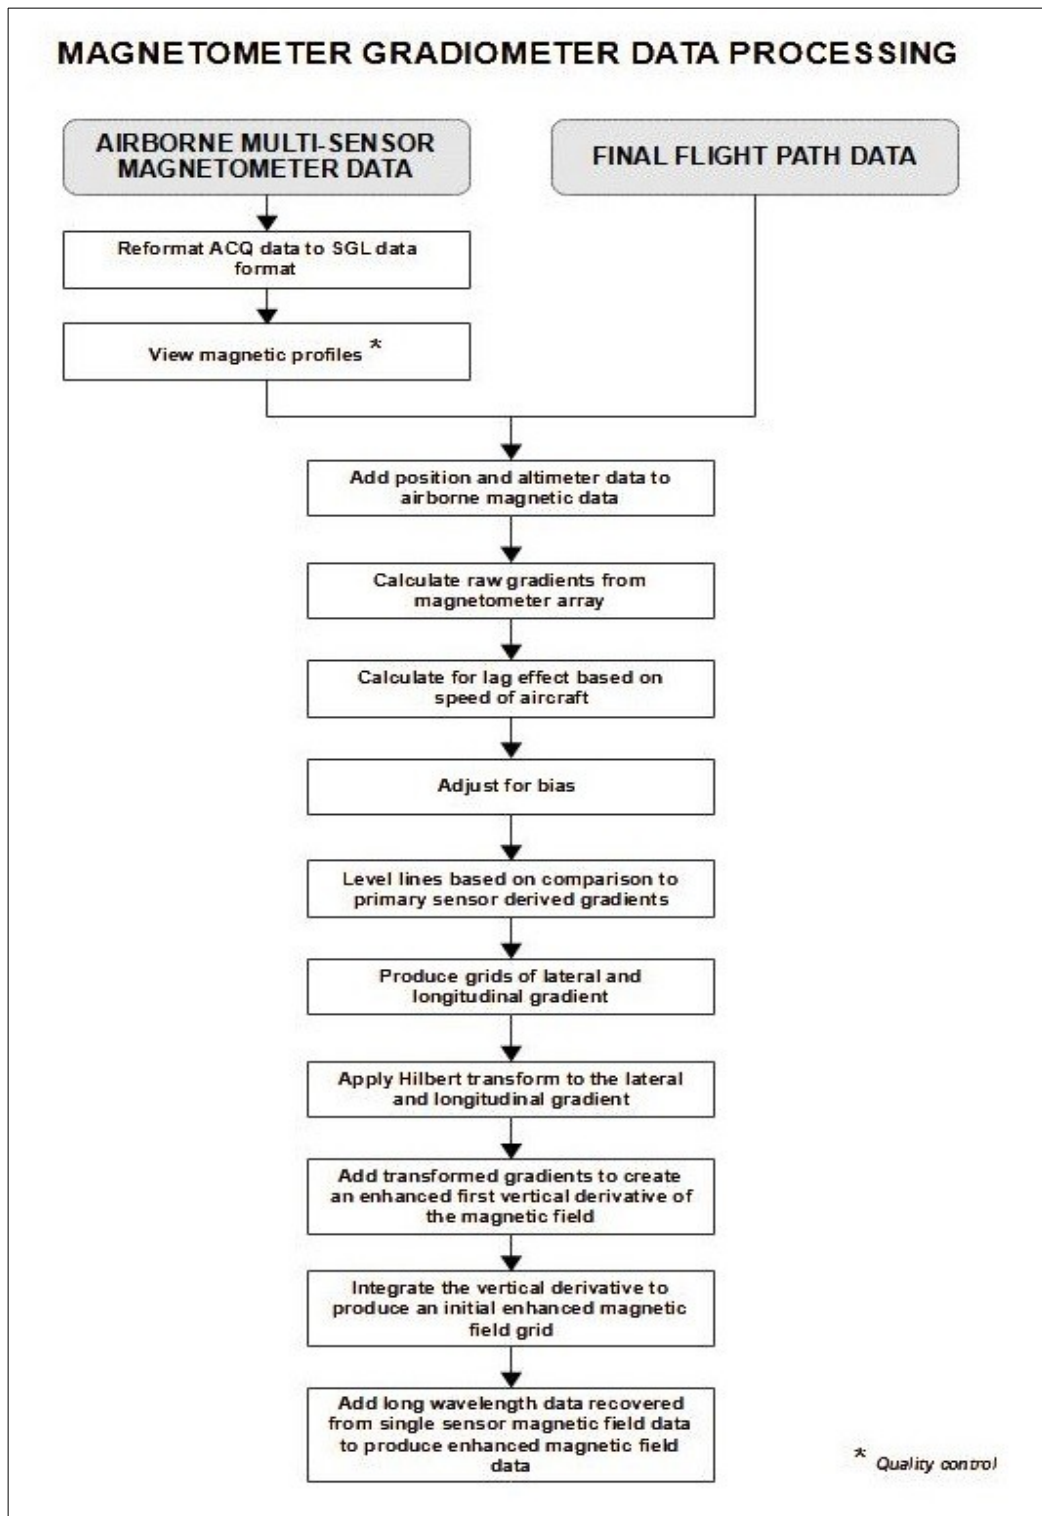 MAGNETOMETER GRADIOMETER DATA PROCESSING
AIRBORNE MULTI-SENSOR
MAGNETOMETER DATA
FINAL FLIGHT PATH DATA
Reformat ACQ data to SGL data
format
View magnetic profiles *
Add position and altimeter data to
airborne magnetic data
Calculate raw gradients from
magnetometer array
Calculate for lag effect based on
speed of aircraft
Adjust for bias
Level lines based on comparison to
primary sensor derived gradients
Produce grids of lateral and
longitudinal gradient
Apply Hilbert transform to the lateral
and longitudinal gradient
Add transformed gradients to create
an enhanced first vertical derivative of
the magnetic field
Integrate the vertical derivative to
produce an initial enhanced magnetic
field grid
Add long wavelength data recovered
from single sensor magnetic field data
to produce enhanced magnetic field
data
* Quality control